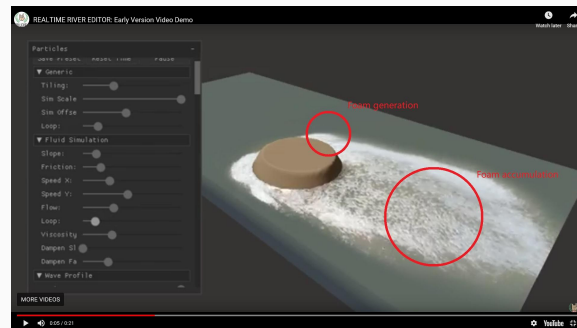 REALTIME RIVER EDITOR: Early Version Video Demo
Watch later
Share
Particles
Save Preset Reset Time Pause
▼ Generic
Tiling:
Sim Scale
Sim Offse
Loop:
▼ Fluid Simulation
Slope:
Friction:
Speed X:
Speed Y:
Flow:
Loop:
Viscosity
Dampen Sl
Dampen Fa
▼ Wave Profile
Foam generation
Foam accumulation
MORE VIDEOS
0:05 / 0:21
YouTube